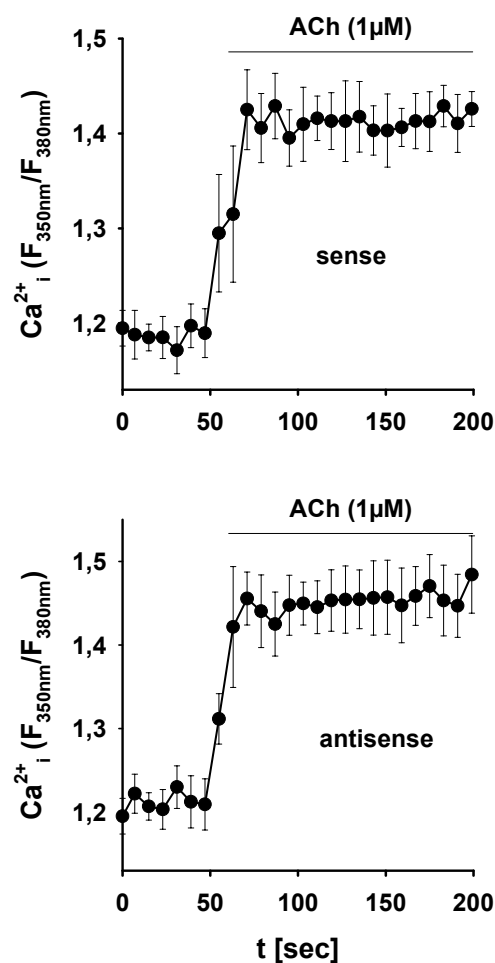 ACh (1µM)
1,5
1,4
1,3
1,2
Ca2+i (F350nm/F380nm)
sense
0 50 100 150 200
ACh (1µM)
1,5
1,4
1,3
1,2
Ca2+i (F350nm/F380nm)
antisense
0 50 100 150 200
t [sec]